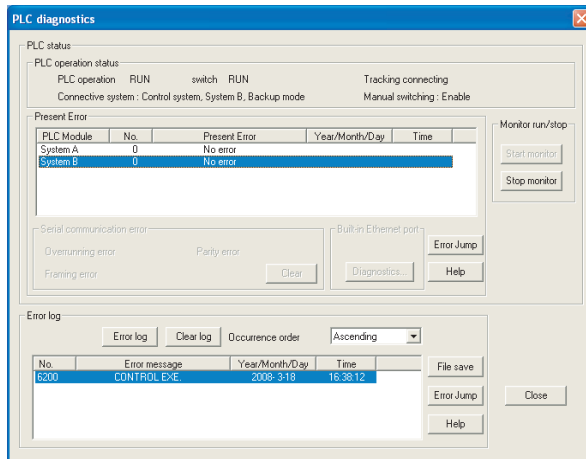 PLC diagnostics
PLC status
PLC operation status
PLC operation RUN switch RUN Tracking connecting
Connective system : Control system, System B, Backup mode Manual switching : Enable
Present Error
PLC Module No. Present Error Year/Month/Day Time
System A 0 No error
System B 0 No error
Monitor run/stop
Start monitor
Stop monitor
Serial communication error
Overrunning error Parity error
Framing error Clear
Built-in Ethernet port
Diagnostics...
Error Jump
Help
Error log
Error log Clear log Occurrence order Ascending
No. Error message Year/Month/Day Time
6200 CONTROL EXE. 2008- 3-18 16:38:12
File save
Error Jump
Help
Close